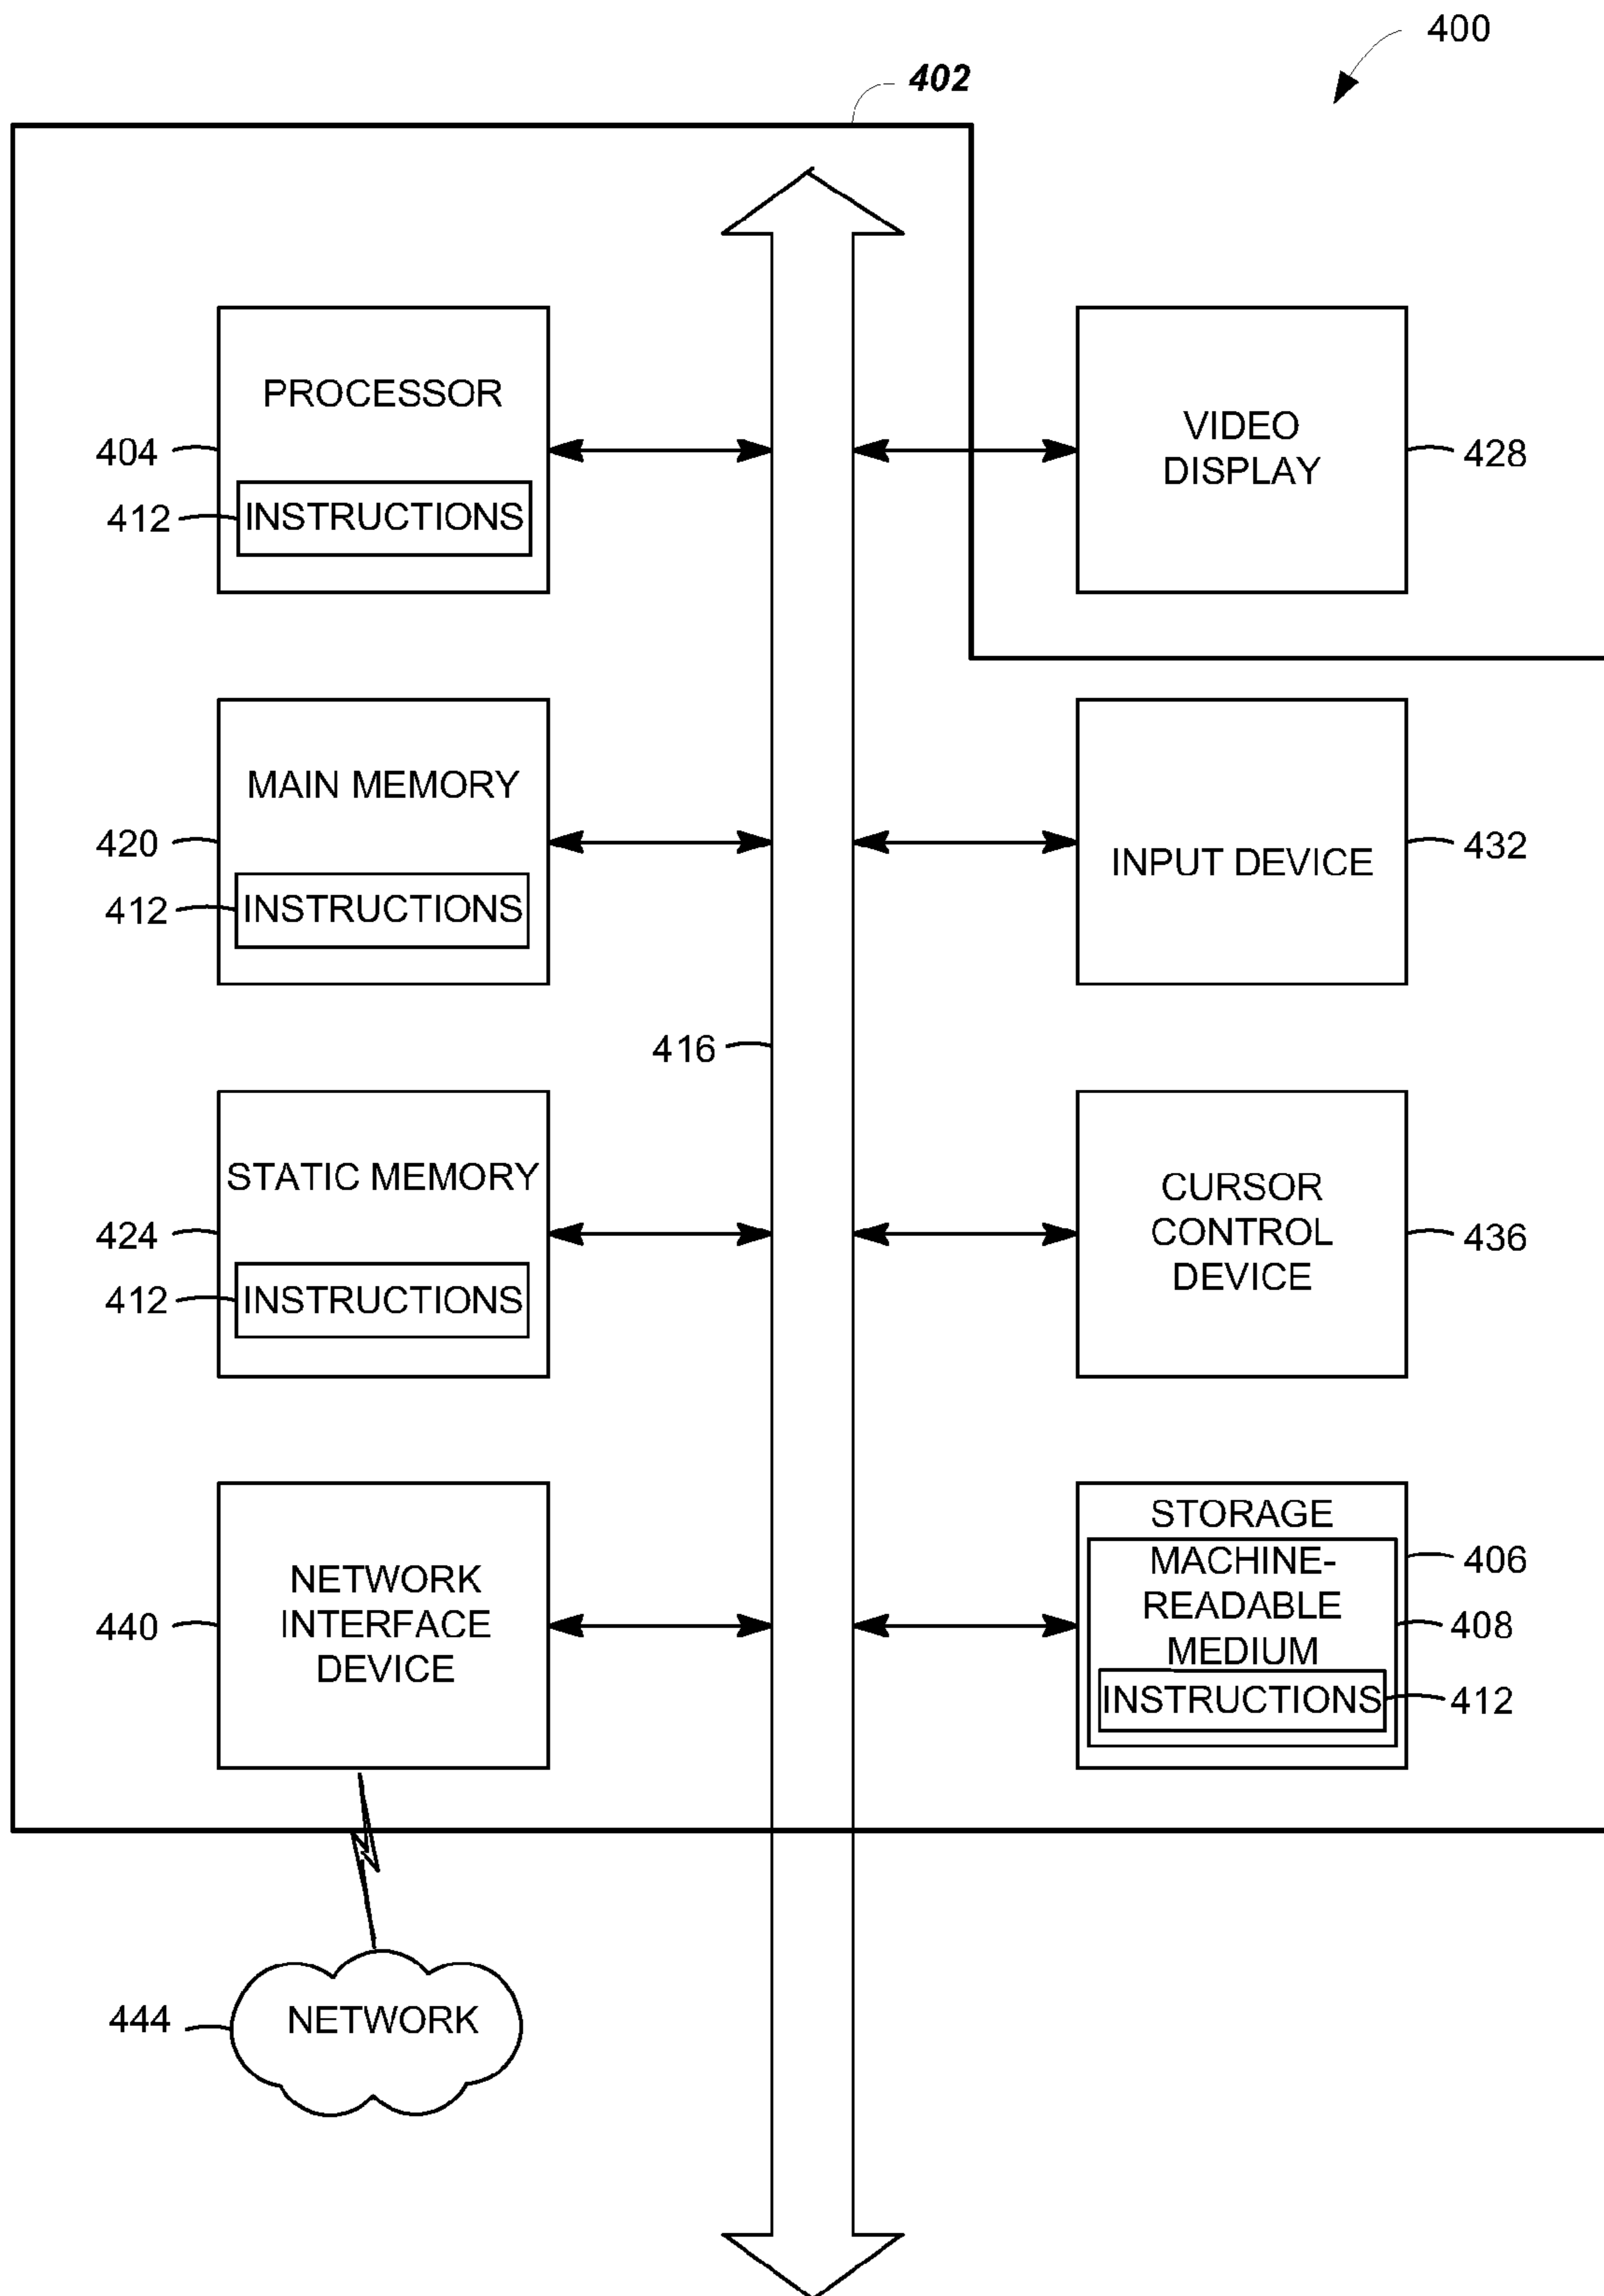 400
402
PROCESSOR
404
412
INSTRUCTIONS
VIDEO
DISPLAY
428
MAIN MEMORY
420
412
INSTRUCTIONS
INPUT DEVICE
432
416
STATIC MEMORY
424
412
INSTRUCTIONS
CURSOR
CONTROL
DEVICE
436
NETWORK
INTERFACE
DEVICE
440
STORAGE
MACHINE-
READABLE
MEDIUM
INSTRUCTIONS
406
408
412
444
NETWORK